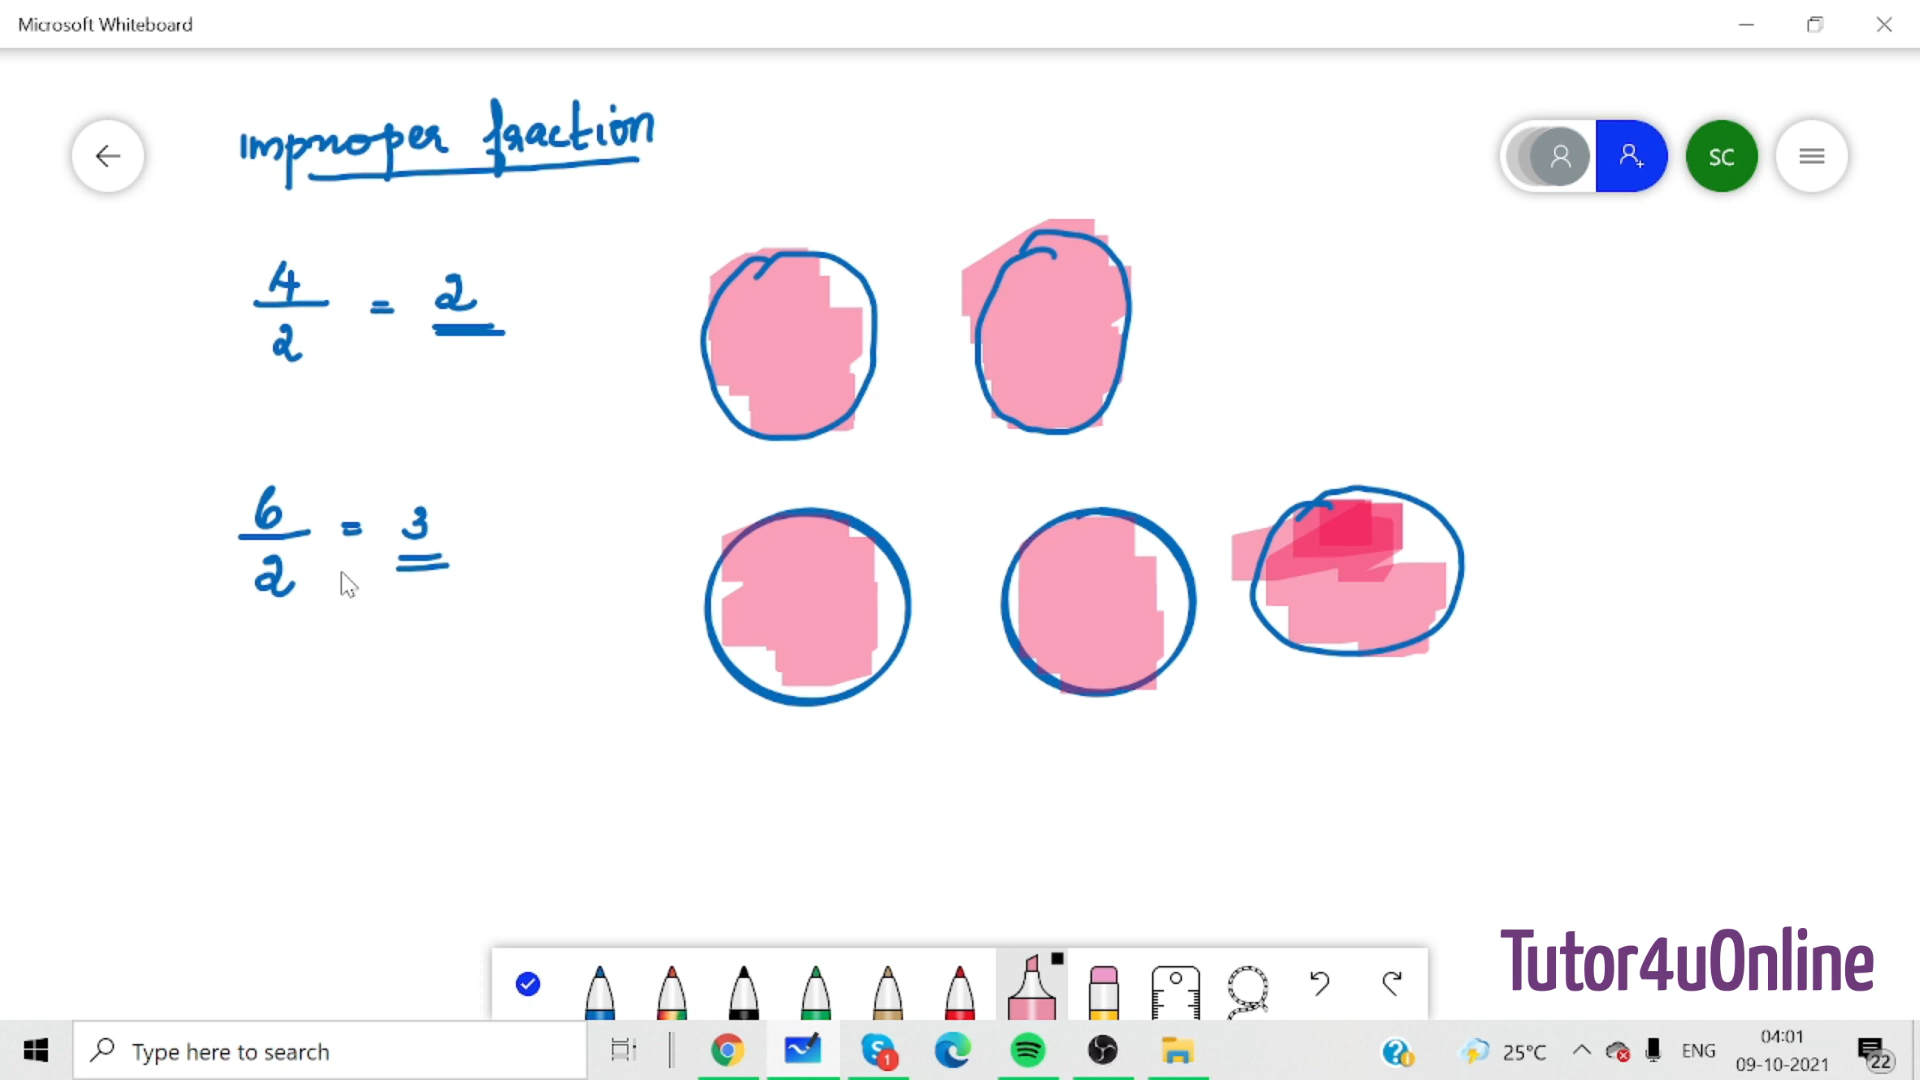 Microsoft Whiteboard
Improper fraction
SC
4
2
= 2
6
2
= 3
Tutor4uOnline
Type here to search
1
25°C
ENG
04:01
09-10-2021
22